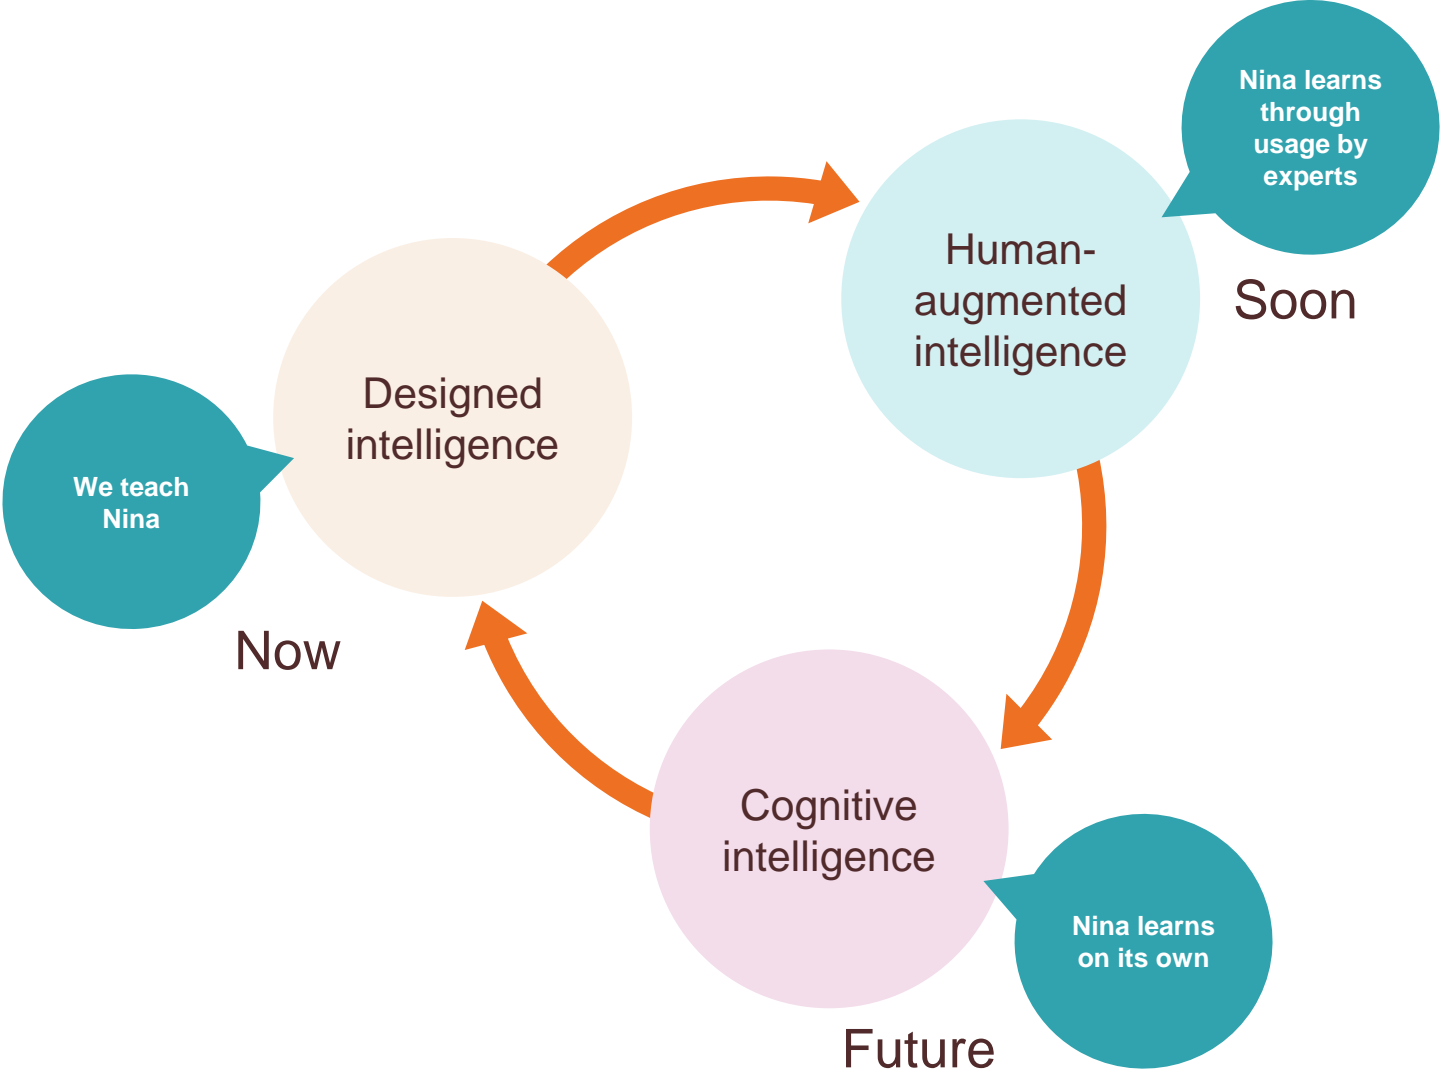 We teach
Nina
Designed
intelligence
Now
Nina learns
through
usage by
experts
Human-
augmented
intelligence
Soon
Cognitive
intelligence
Nina learns
on its own
Future